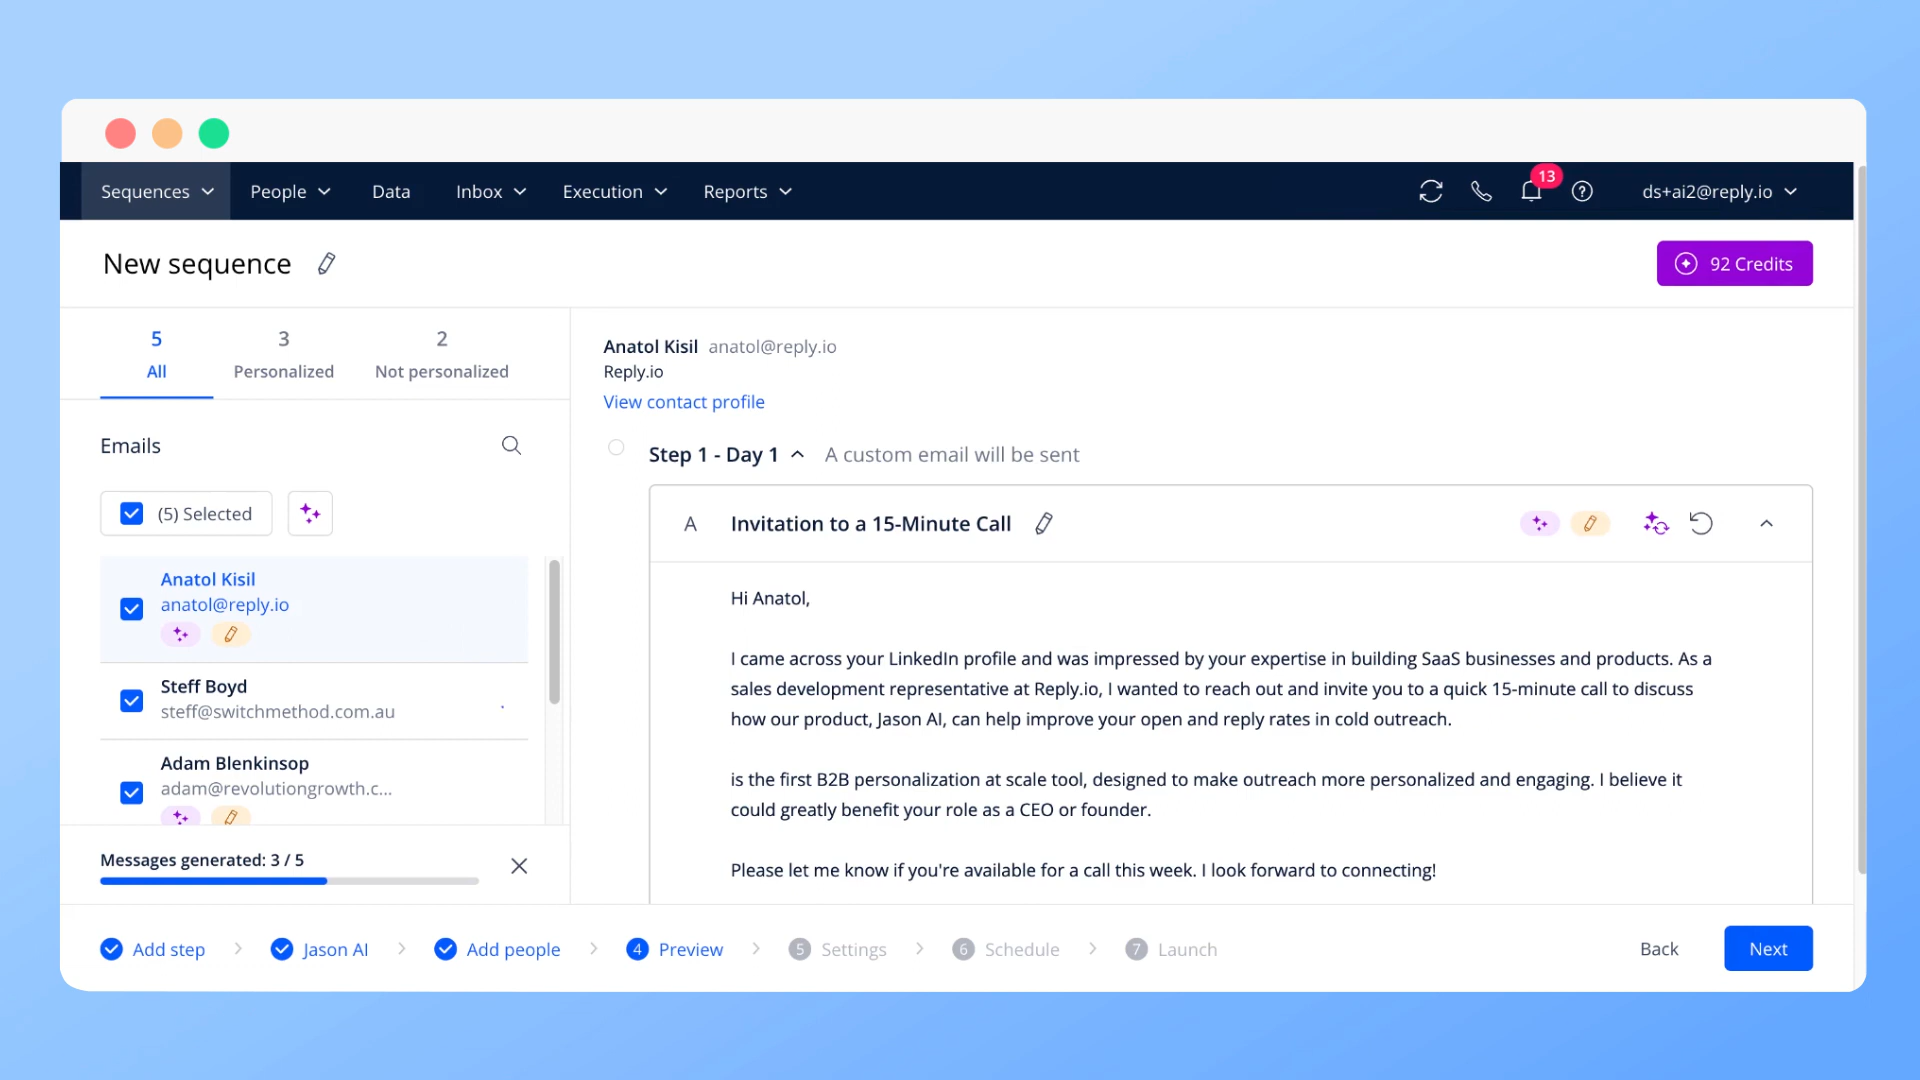 Sequences People Data Inbox Execution Reports 13 ds+ai2@reply.io
New sequence
92 Credits
5 3 2
All Personalized Not personalized
Emails
(5) Selected
Anatol Kisil
anatol@reply.io
Steff Boyd
steff@switchmethod.com.au
Adam Blenkinsop
adam@revolutiongrowth.c...
Messages generated: 3 / 5
Anatol Kisil anatol@reply.io
Reply.io
View contact profile
Step 1 - Day 1 A custom email will be sent
A Invitation to a 15-Minute Call
Hi Anatol,
I came across your LinkedIn profile and was impressed by your expertise in building SaaS businesses and products. As a
sales development representative at Reply.io, I wanted to reach out and invite you to a quick 15-minute call to discuss
how our product, Jason AI, can help improve your open and reply rates in cold outreach.
is the first B2B personalization at scale tool, designed to make outreach more personalized and engaging. I believe it
could greatly benefit your role as a CEO or founder.
Please let me know if you're available for a call this week. I look forward to connecting!
Add step Jason AI Add people 4 Preview 5 Settings 6 Schedule 7 Launch Back Next